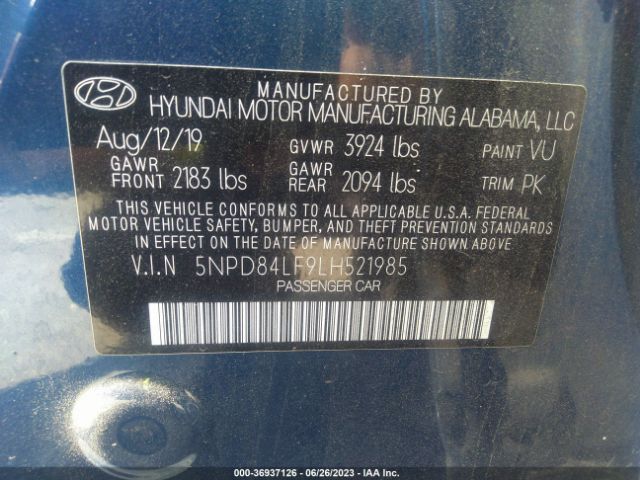 MANUFACTURED BY
HYUNDAI MOTOR MANUFACTURING ALABAMA, LLC
Aug/12/19 GVWR 3924 lbs PAINT VU
GAWR FRONT 2183 lbs GAWR REAR 2094 lbs TRIM PK
THIS VEHICLE CONFORMS TO ALL APPLICABLE U.S.A. FEDERAL
MOTOR VEHICLE SAFETY, BUMPER, AND THEFT PREVENTION STANDARDS
IN EFFECT ON THE DATE OF MANUFACTURE SHOWN ABOVE.
V.I.N 5NPD84LF9LH521985
PASSENGER CAR
000-36937126 - 06/26/2023 - IAA Inc.